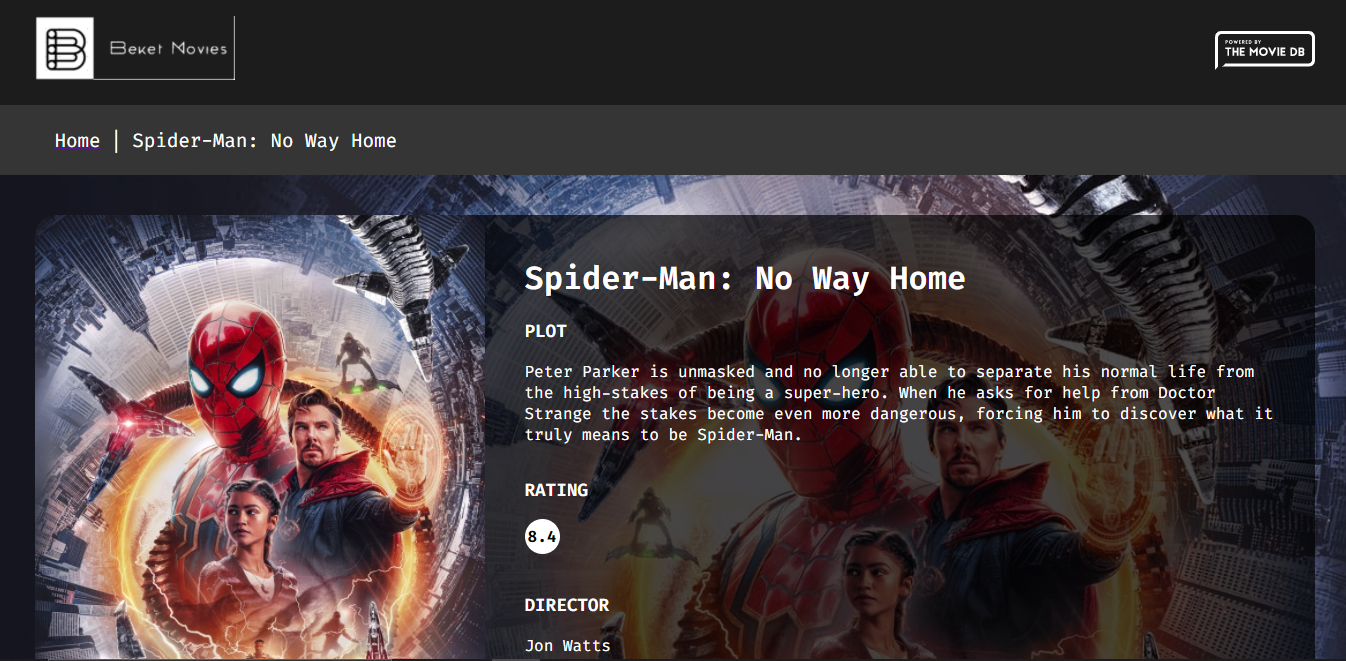 Beket Movies
POWERED BY
THE MOVIE DB
Home | Spider-Man: No Way Home
Spider-Man: No Way Home
PLOT
Peter Parker is unmasked and no longer able to separate his normal life from
the high-stakes of being a super-hero. When he asks for help from Doctor
Strange the stakes become even more dangerous, forcing him to discover what it
truly means to be Spider-Man.
RATING
8.4
DIRECTOR
Jon Watts